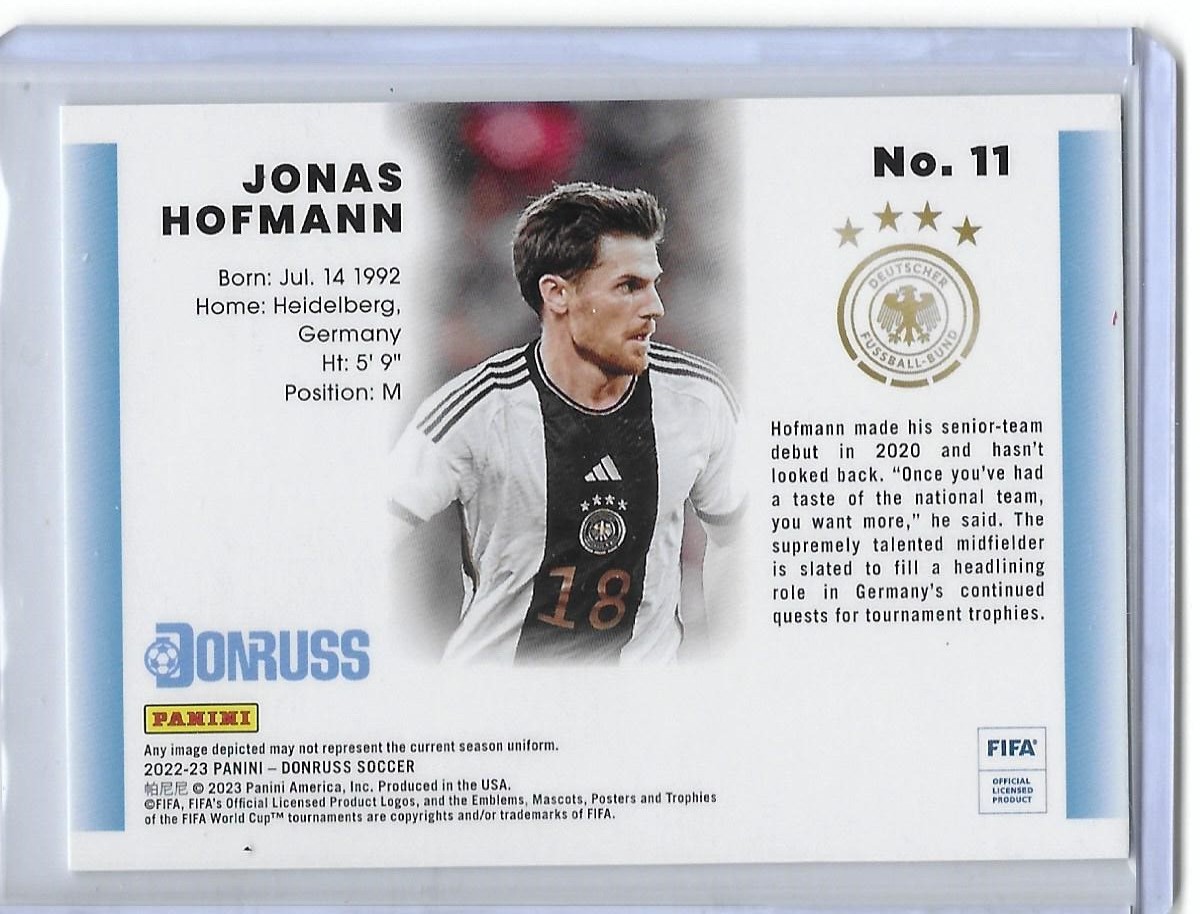 JONAS
HOFMANN
Born: Jul. 14 1992
Home: Heidelberg,
Germany
Ht: 5' 9"
Position: M
No. 11
DEUTSCHER
FUSSBALL-BUND
Hofmann made his senior-team
debut in 2020 and hasn't
looked back. “Once you've had
a taste of the national team,
you want more,” he said. The
supremely talented midfielder
is slated to fill a headlining
role in Germany's continued
quests for tournament trophies.
18
DONRUSS
PANINI
Any image depicted may not represent the current season uniform.
2022-23 PANINI – DONRUSS SOCCER
帕尼尼 © 2023 Panini America, Inc. Produced in the USA.
©FIFA, FIFA's Official Licensed Product Logos, and the Emblems, Mascots, Posters and Trophies
of the FIFA World Cup™ tournaments are copyrights and/or trademarks of FIFA.
FIFA®
OFFICIAL
LICENSED
PRODUCT